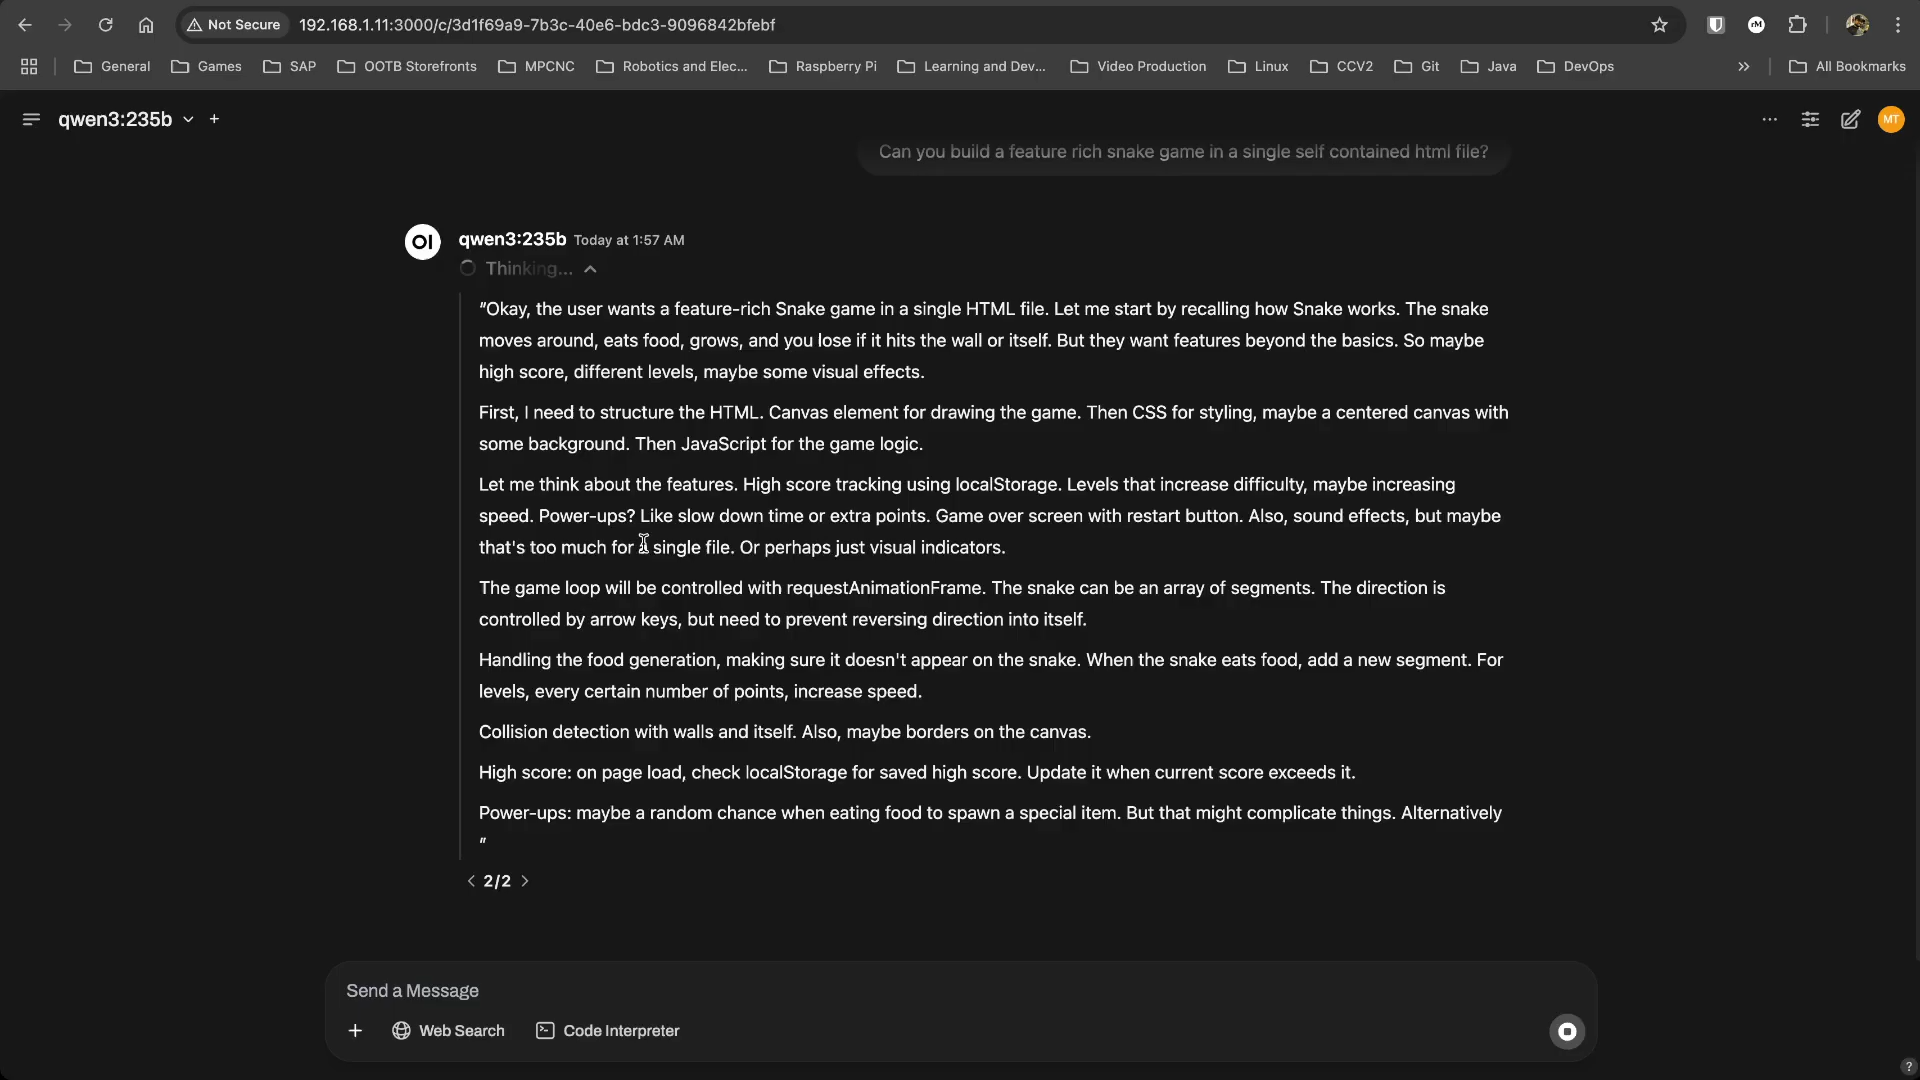 Not Secure 192.168.1.11:3000/c/3d1f69a9-7b3c-40e6-bdc3-9096842bfebf rM
General Games SAP OOTB Storefronts MPCNC Robotics and Elec... Raspberry Pi Learning and Dev... Video Production Linux CCV2 Git Java DevOps » All Bookmarks
qwen3:235b + ... MT
Can you build a feature rich snake game in a single self contained html file?
OI qwen3:235b Today at 1:57 AM
Thinking...
"Okay, the user wants a feature-rich Snake game in a single HTML file. Let me start by recalling how Snake works. The snake
moves around, eats food, grows, and you lose if it hits the wall or itself. But they want features beyond the basics. So maybe
high score, different levels, maybe some visual effects.
First, I need to structure the HTML. Canvas element for drawing the game. Then CSS for styling, maybe a centered canvas with
some background. Then JavaScript for the game logic.
Let me think about the features. High score tracking using localStorage. Levels that increase difficulty, maybe increasing
speed. Power-ups? Like slow down time or extra points. Game over screen with restart button. Also, sound effects, but maybe
that's too much for a single file. Or perhaps just visual indicators.
The game loop will be controlled with requestAnimationFrame. The snake can be an array of segments. The direction is
controlled by arrow keys, but need to prevent reversing direction into itself.
Handling the food generation, making sure it doesn't appear on the snake. When the snake eats food, add a new segment. For
levels, every certain number of points, increase speed.
Collision detection with walls and itself. Also, maybe borders on the canvas.
High score: on page load, check localStorage for saved high score. Update it when current score exceeds it.
Power-ups: maybe a random chance when eating food to spawn a special item. But that might complicate things. Alternatively
"
< 2/2 >
Send a Message
+ Web Search Code Interpreter
?